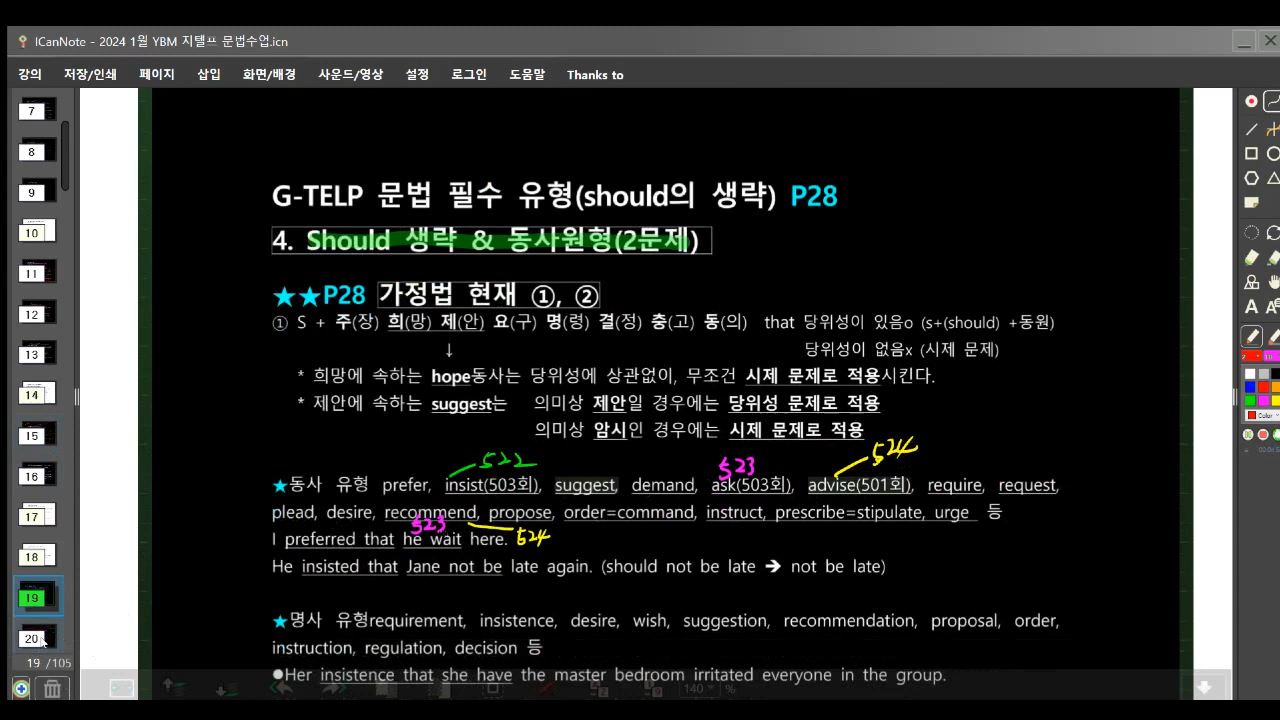 ICanNote - 2024 1월 YBM 지텔프 문법수업.icn
강의 저장/인쇄 페이지 삽입 화면/배경 사운드/영상 설정 로그인 도움말 Thanks to
7
8
9
10
11
12
13
14
15
16
17
18
19
20
19 /105
G-TELP 문법 필수 유형(should의 생략) P28
4. Should 생략 & 동사원형(2문제)
★★P28 가정법 현재 ①, ②
① S + 주(장) 희(망) 제(안) 요(구) 명(령) 결(정) 충(고) 동(의) that 당위성이 있음o (s+(should) +동원)
↓ 당위성이 없음x (시제 문제)
* 희망에 속하는 hope동사는 당위성에 상관없이, 무조건 시제 문제로 적용시킨다.
* 제안에 속하는 suggest는 의미상 제안일 경우에는 당위성 문제로 적용
의미상 암시인 경우에는 시제 문제로 적용
522 523 524
★동사 유형 prefer, insist(503회), suggest, demand, ask(503회), advise(501회), require, request,
plead, desire, recommend, propose, order=command, instruct, prescribe=stipulate, urge 등
523 524
I preferred that he wait here.
He insisted that Jane not be late again. (should not be late ➔ not be late)
★명사 유형requirement, insistence, desire, wish, suggestion, recommendation, proposal, order,
instruction, regulation, decision 등
●Her insistence that she have the master bedroom irritated everyone in the group.
140 %
Color